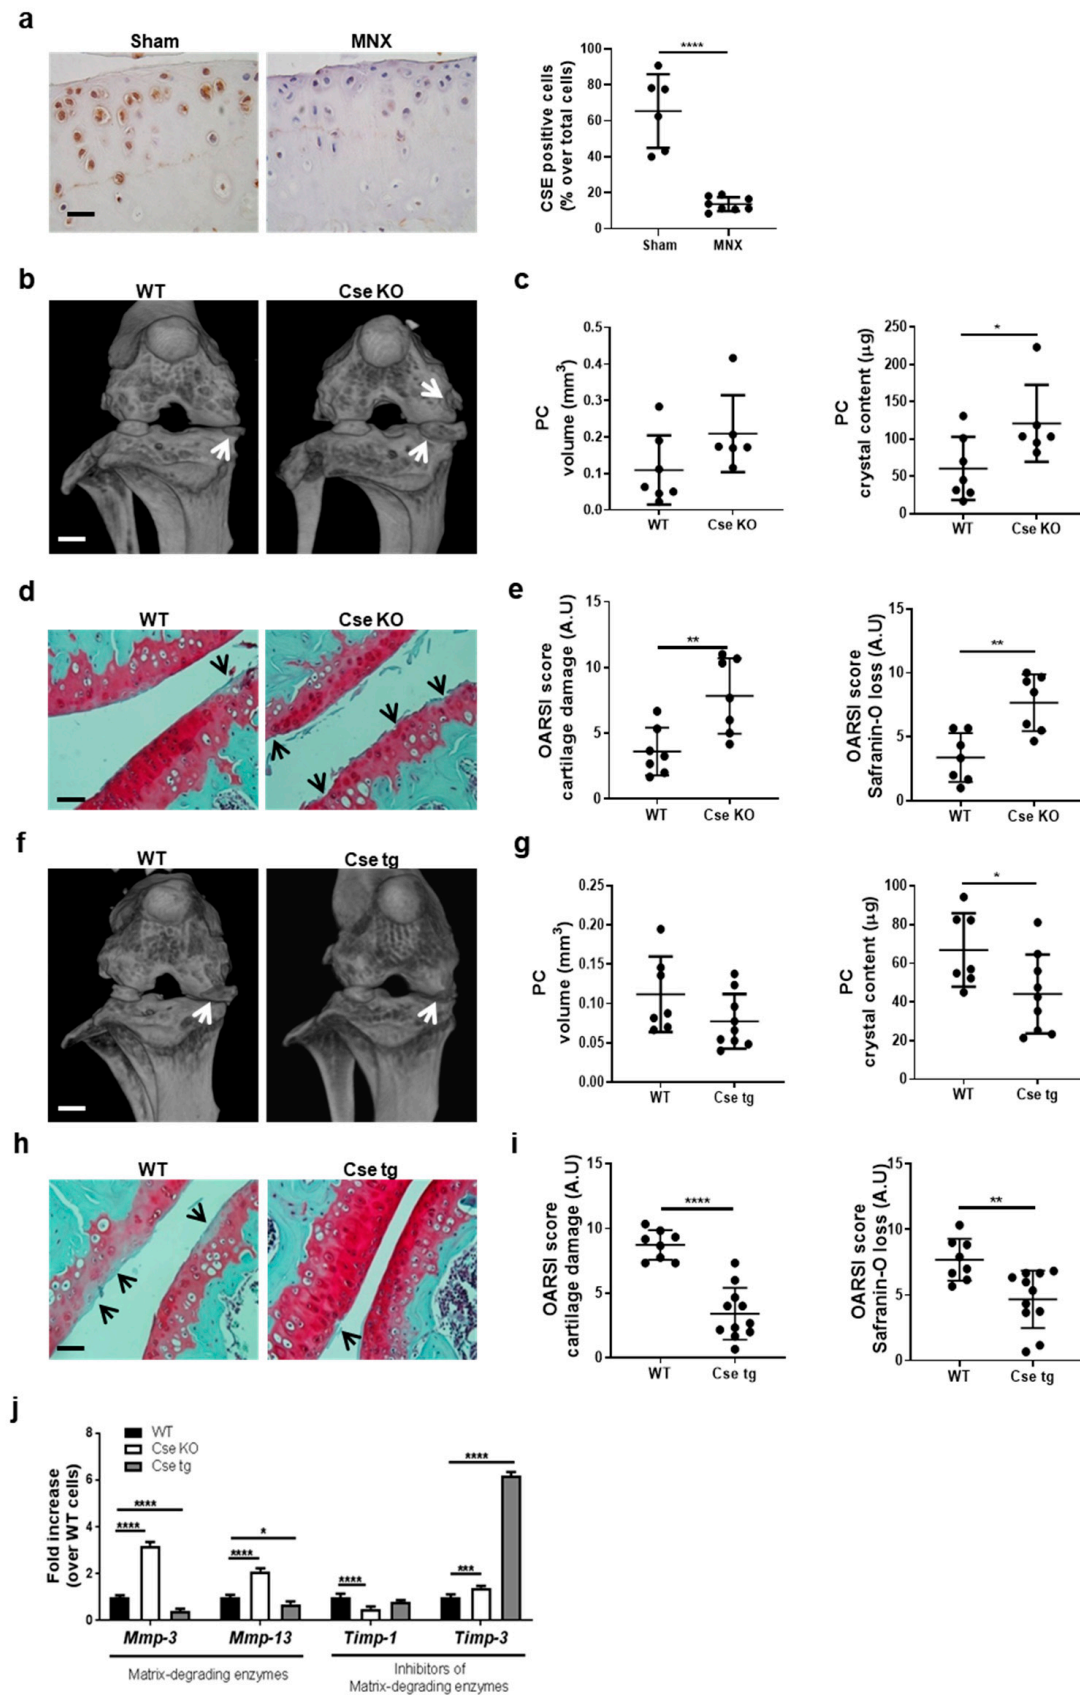 a
Sham
MNX
CSE positive cells
(% over total cells)
100
80
60
40
20
0
****
Sham
MNX
b
WT
Cse KO
c
PC
volume (mm³)
0.5
0.4
0.3
0.2
0.1
0.0
WT
Cse KO
PC
crystal content (µg)
250
200
150
100
50
0
*
WT
Cse KO
d
WT
Cse KO
e
OARSI score
cartilage damage (A.U)
15
10
5
0
**
WT
Cse KO
OARSI score
Safranin-O loss (A.U)
15
10
5
0
**
WT
Cse KO
f
WT
Cse tg
g
PC
volume (mm³)
0.25
0.20
0.15
0.10
0.05
0.00
WT
Cse tg
PC
crystal content (µg)
100
80
60
40
20
0
*
WT
Cse tg
h
WT
Cse tg
i
OARSI score
cartilage damage (A.U)
15
10
5
0
****
WT
Cse tg
OARSI score
Safranin-O loss (A.U)
15
10
5
0
**
WT
Cse tg
j
Fold increase
(over WT cells)
8
6
4
2
0
WT
Cse KO
Cse tg
****
****
*
****
****
****
***
Mmp-3
Mmp-13
Timp-1
Timp-3
Matrix-degrading enzymes
Inhibitors of
Matrix-degrading enzymes